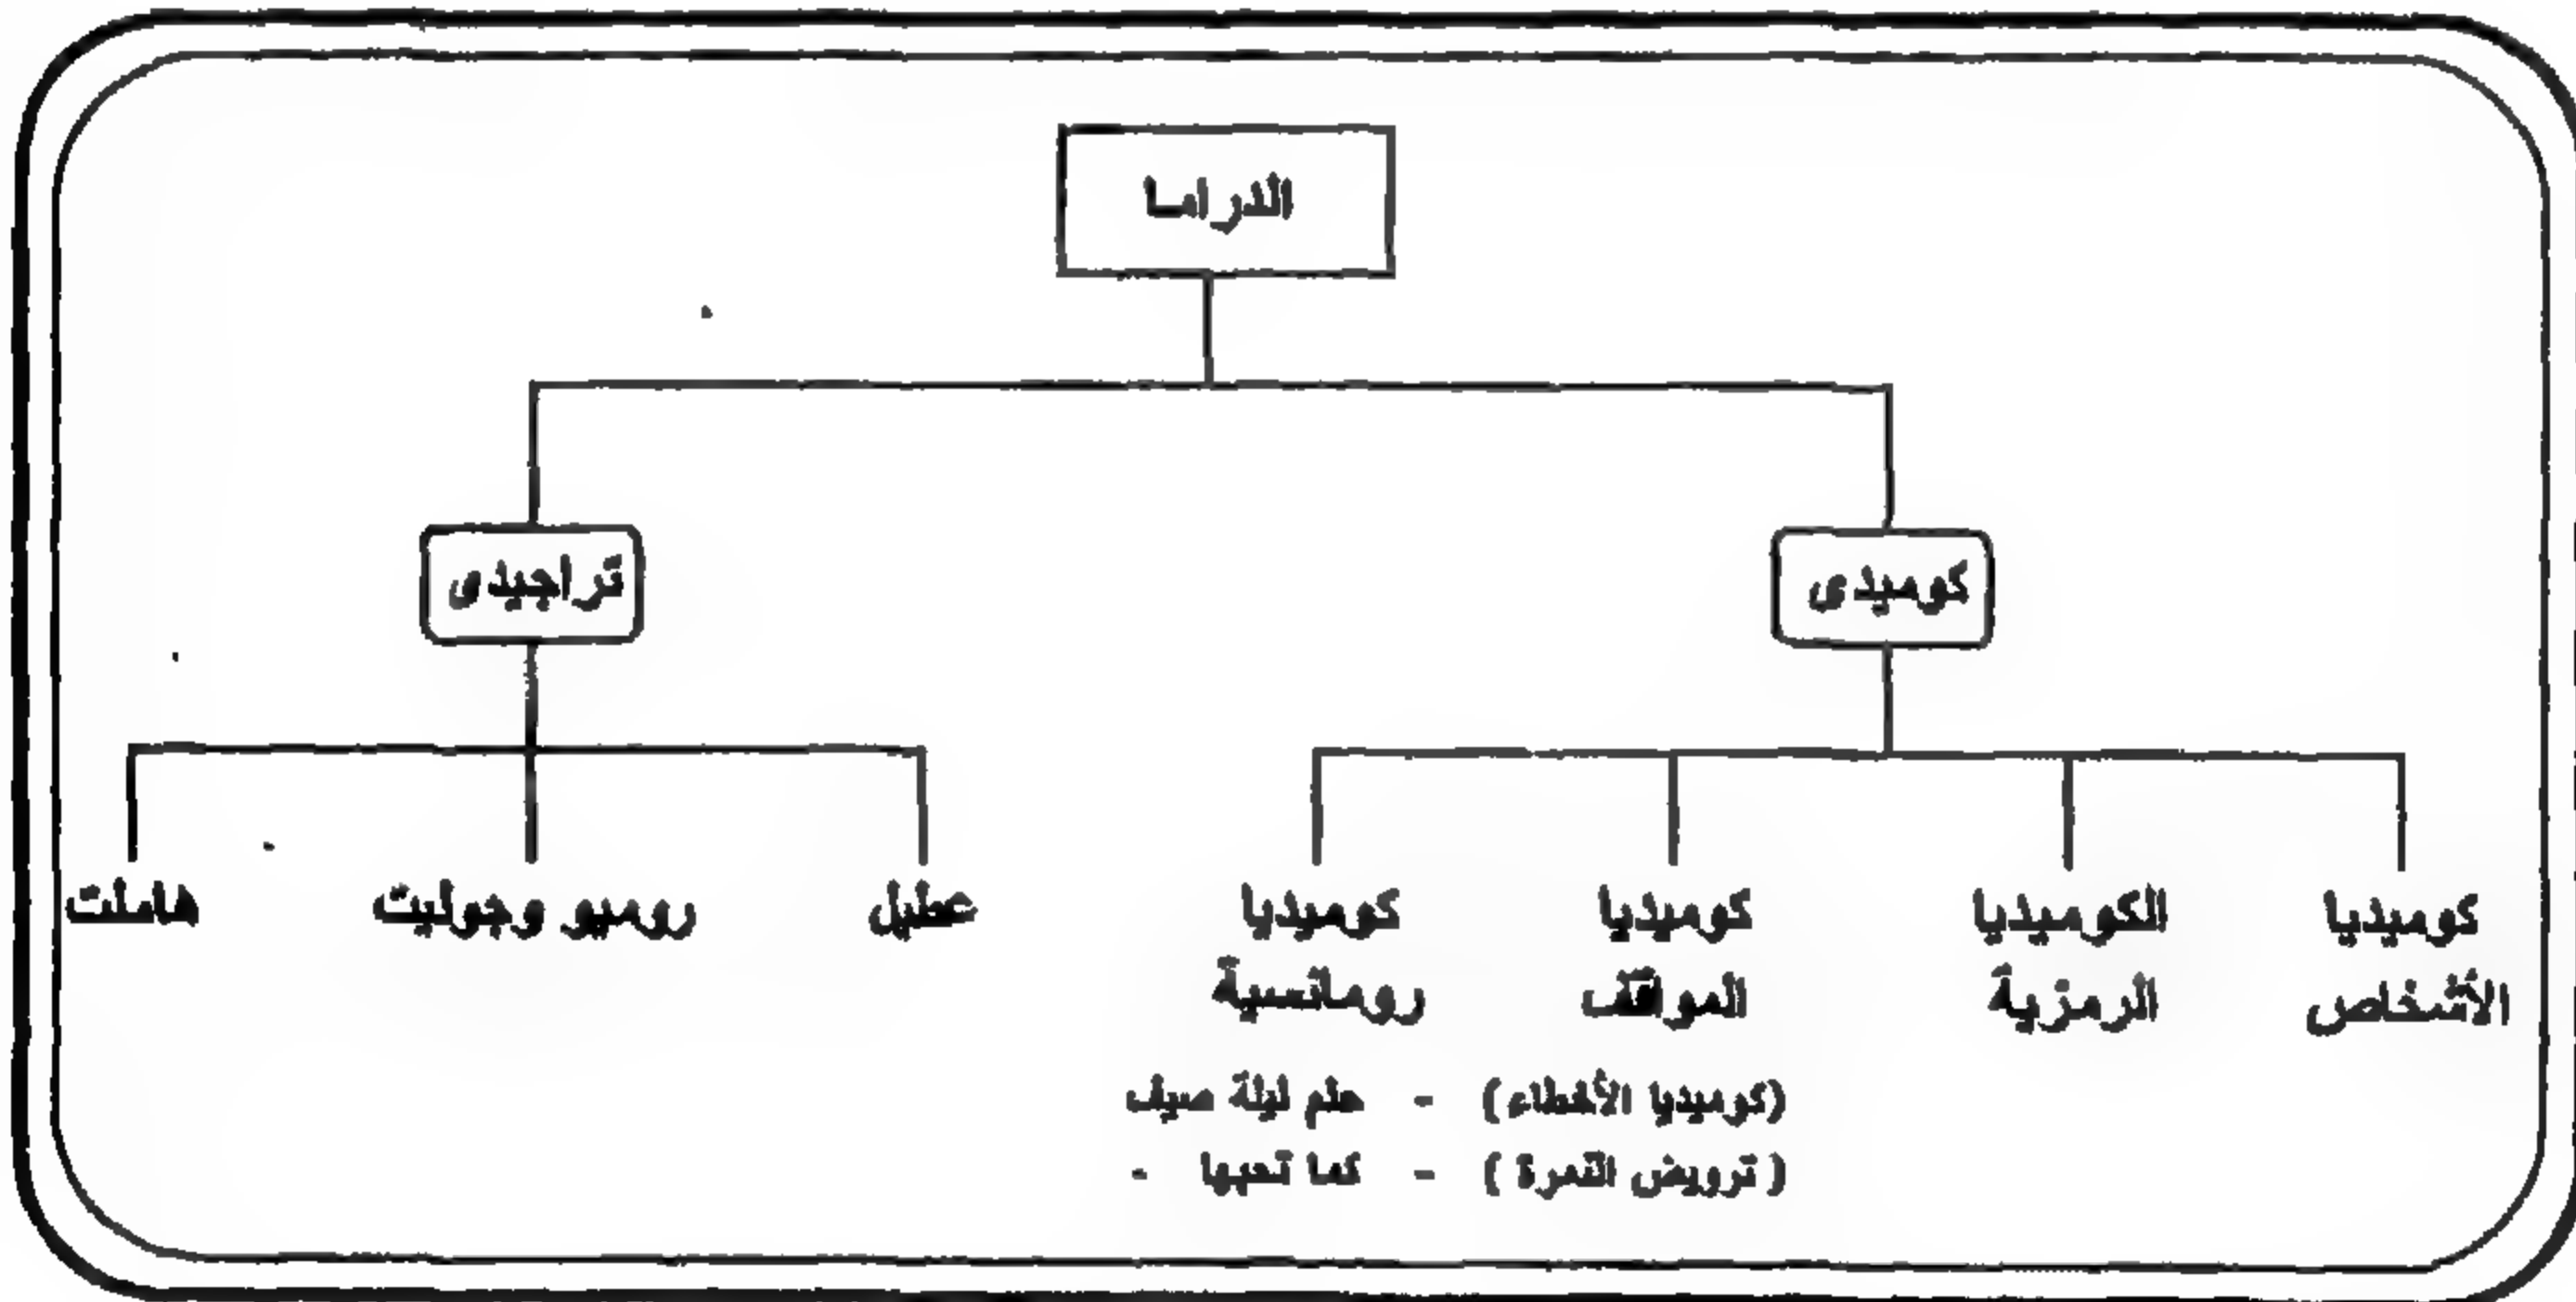 الدراما
كوميدى
تراجيدى
كوميديا
الأشخاص
الكوميديا
الرمزية
كوميديا
المواقف
كوميديا
رومانسية
عطيل
روميو وجوليت
هاملت
(كوميديا الأخطاء) - حلم ليلة صيف
(ترويض النمرة) - كما تحبها -